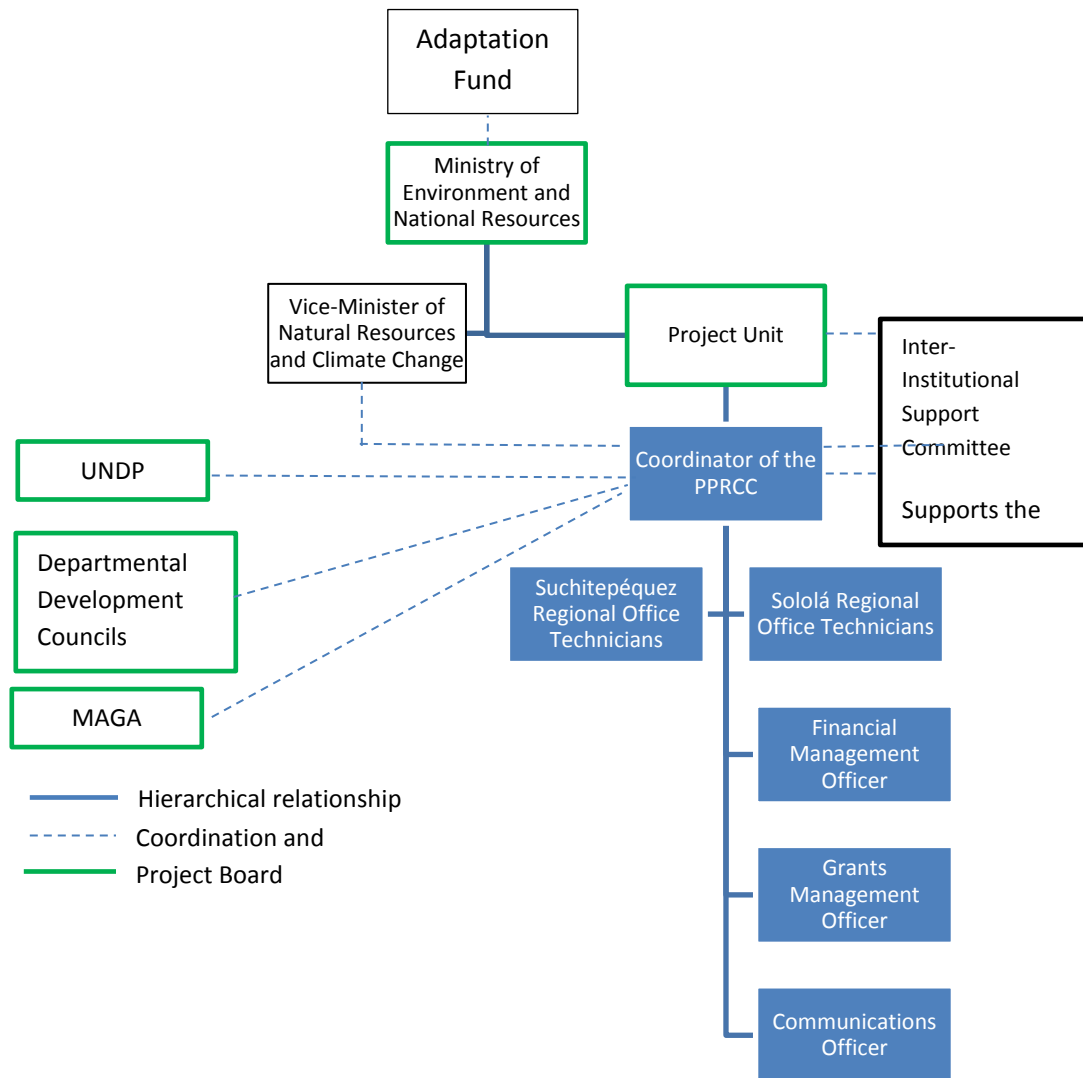 Adaptation
Fund
Ministry of
Environment and
National Resources
Vice-Minister of
Natural Resources
and Climate Change
Project Unit
Inter-
Institutional
Support
Committee
Supports the
Coordinator of the
PPRCC
UNDP
Departmental
Development
Councils
MAGA
Suchitepéquez
Regional Office
Technicians
Sololá Regional
Office Technicians
Financial
Management
Officer
Grants
Management
Officer
Communications
Officer
Hierarchical relationship
Coordination and
Project Board